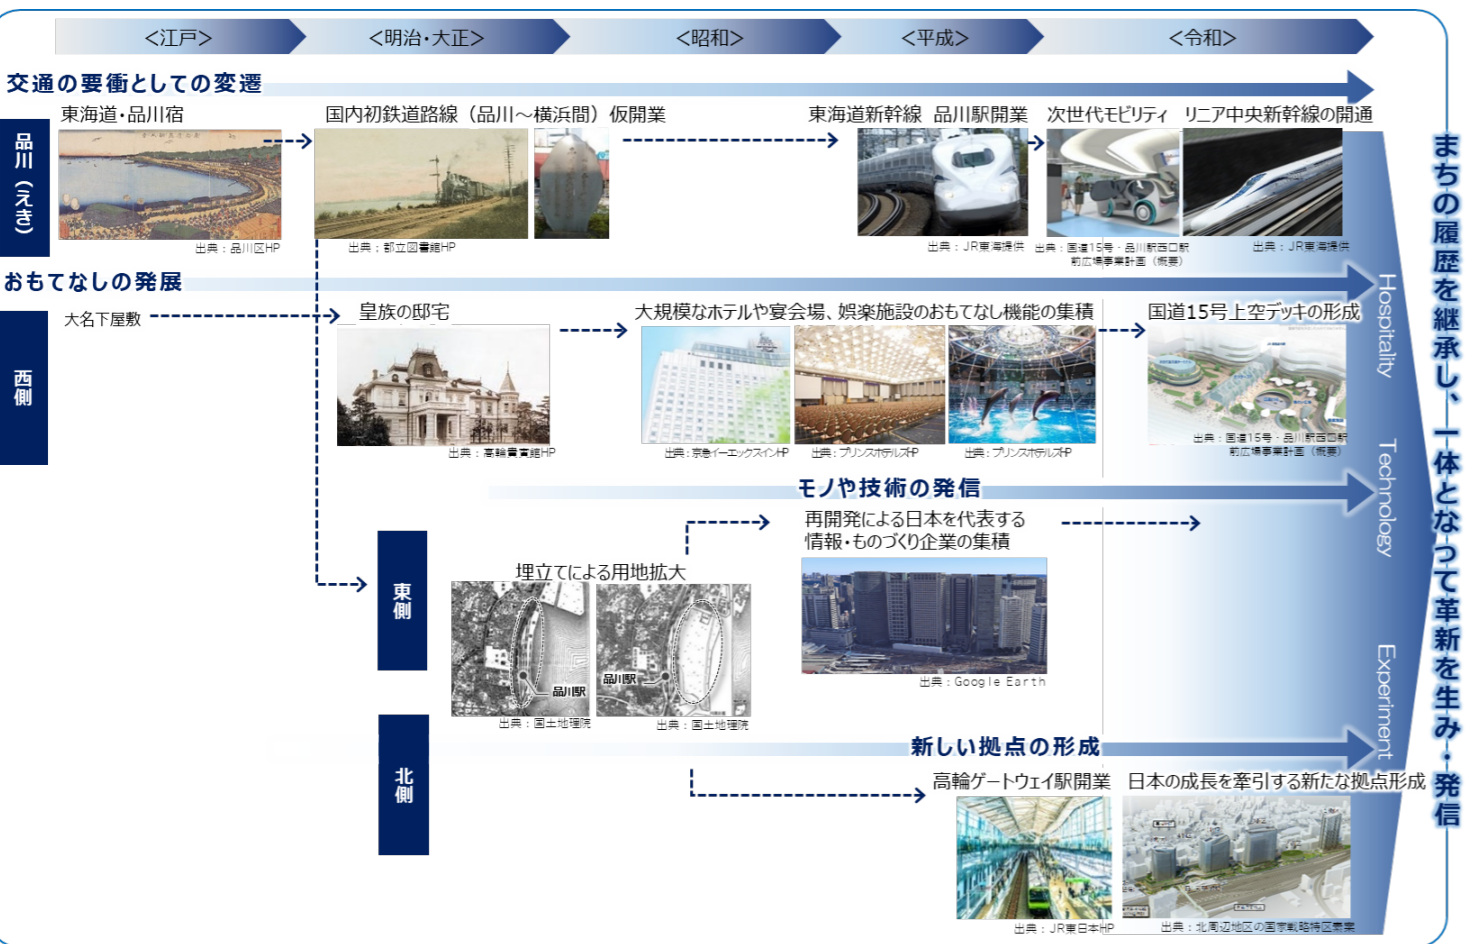 <江戸>
<明治・大正>
<昭和>
<平成>
<令和>
交通の要衝としての変遷
品川（えき）
東海道・品川宿
出典：品川区HP
国内初鉄道路線（品川～横浜間）仮開業
出典：都立図書館HP
東海道新幹線 品川駅開業
出典：JR東海提供
次世代モビリティ
出典：国道15号・品川駅西口駅
前広場事業計画（概要）
リニア中央新幹線の開通
出典：JR東海提供
おもてなしの発展
西側
大名下屋敷
皇族の邸宅
出典：高輪貴賓館HP
大規模なホテルや宴会場、娯楽施設のおもてなし機能の集積
出典：京急イーエックスインHP
出典：プリンスホテルズHP
出典：プリンスホテルズHP
国道15号上空デッキの形成
出典：国道15号・品川駅西口駅
前広場事業計画（概要）
モノや技術の発信
東側
埋立てによる用地拡大
品川駅
出典：国土地理院
品川駅
出典：国土地理院
再開発による日本を代表する
情報・ものづくり企業の集積
出典：Google Earth
新しい拠点の形成
北側
高輪ゲートウェイ駅開業
出典：JR東日本HP
日本の成長を牽引する新たな拠点形成
出典：北周辺地区の国家戦略特区素案
Hospitality
Technology
Experiment
まちの履歴を継承し、一体となって革新を生み・発信